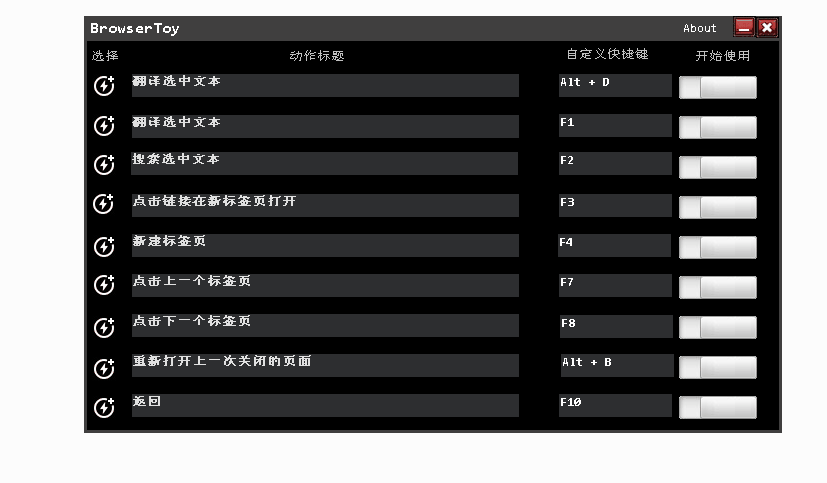 BrowserToy About
选择 动作标题 自定义快捷键 开始使用
翻译选中文本 Alt + D
翻译选中文本 F1
搜索选中文本 F2
点击链接在新标签页打开 F3
新建标签页 F4
点击上一个标签页 F7
点击下一个标签页 F8
重新打开上一次关闭的页面 Alt + B
返回 F10